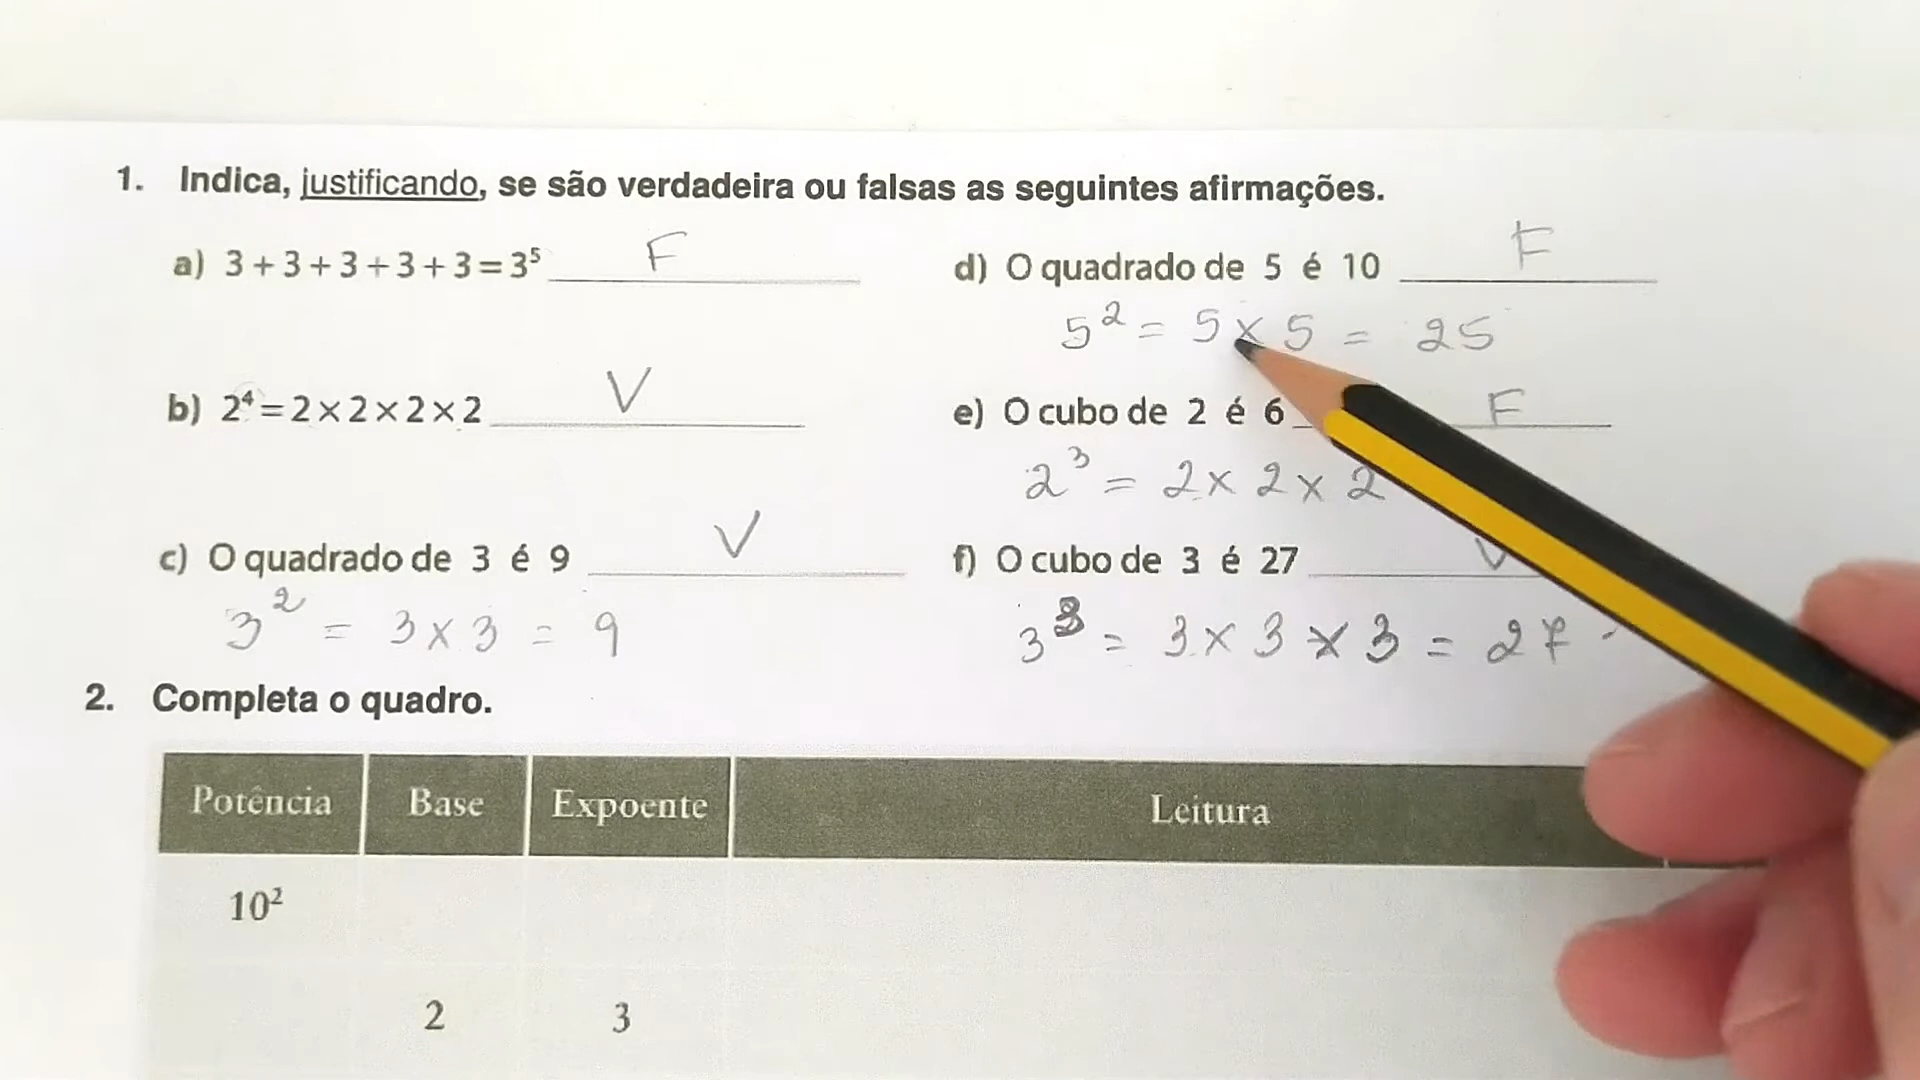 1. Indica, justificando, se são verdadeira ou falsas as seguintes afirmações.
a) 3+3+3+3+3=3⁵ F
b) 2⁴=2×2×2×2 V
c) O quadrado de 3 é 9 V
3² = 3 × 3 = 9
d) O quadrado de 5 é 10 F
5² = 5 × 5 = 25
e) O cubo de 2 é 6 F
2³ = 2 × 2 × 2
f) O cubo de 3 é 27 V
3³ = 3 × 3 × 3 = 27
2. Completa o quadro.
Potência Base Expoente Leitura
10²
2 3